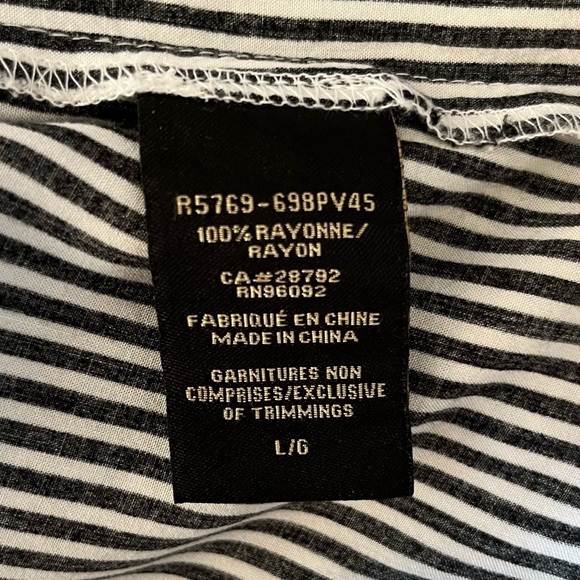 R5769-698PV45
100% RAYONNE/
RAYON
CA#28792
RN96092
FABRIQUÉ EN CHINE
MADE IN CHINA
GARNITURES NON
COMPRISES/EXCLUSIVE
OF TRIMMINGS
L/G